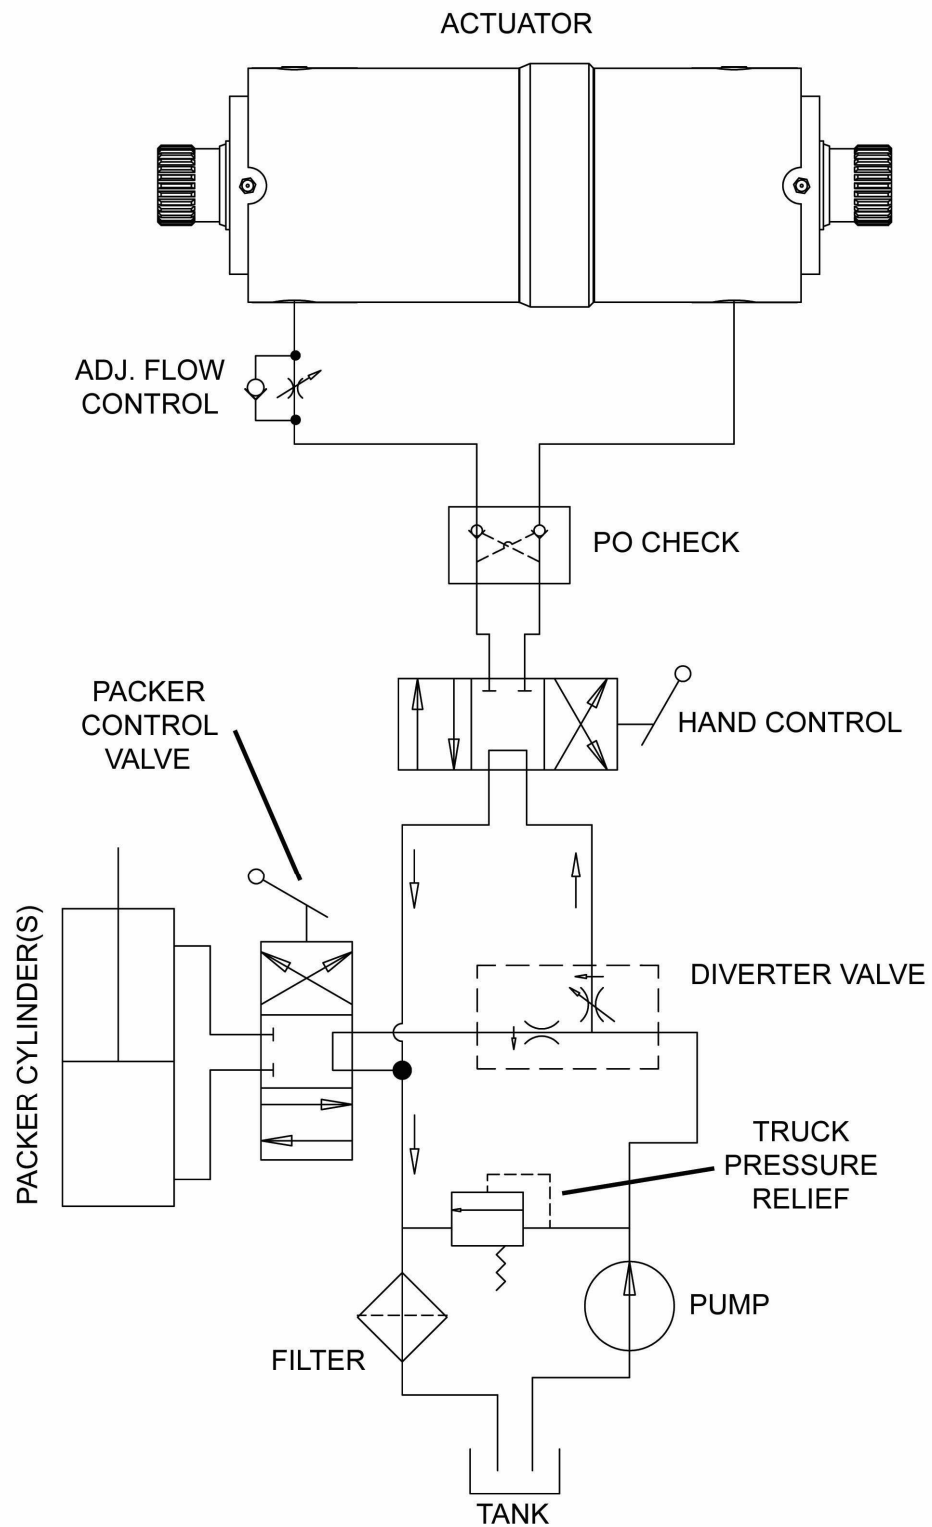 ACTUATOR
ADJ. FLOW
CONTROL
PO CHECK
PACKER
CONTROL
VALVE
HAND CONTROL
PACKER CYLINDER(S)
DIVERTER VALVE
TRUCK
PRESSURE
RELIEF
PUMP
FILTER
TANK